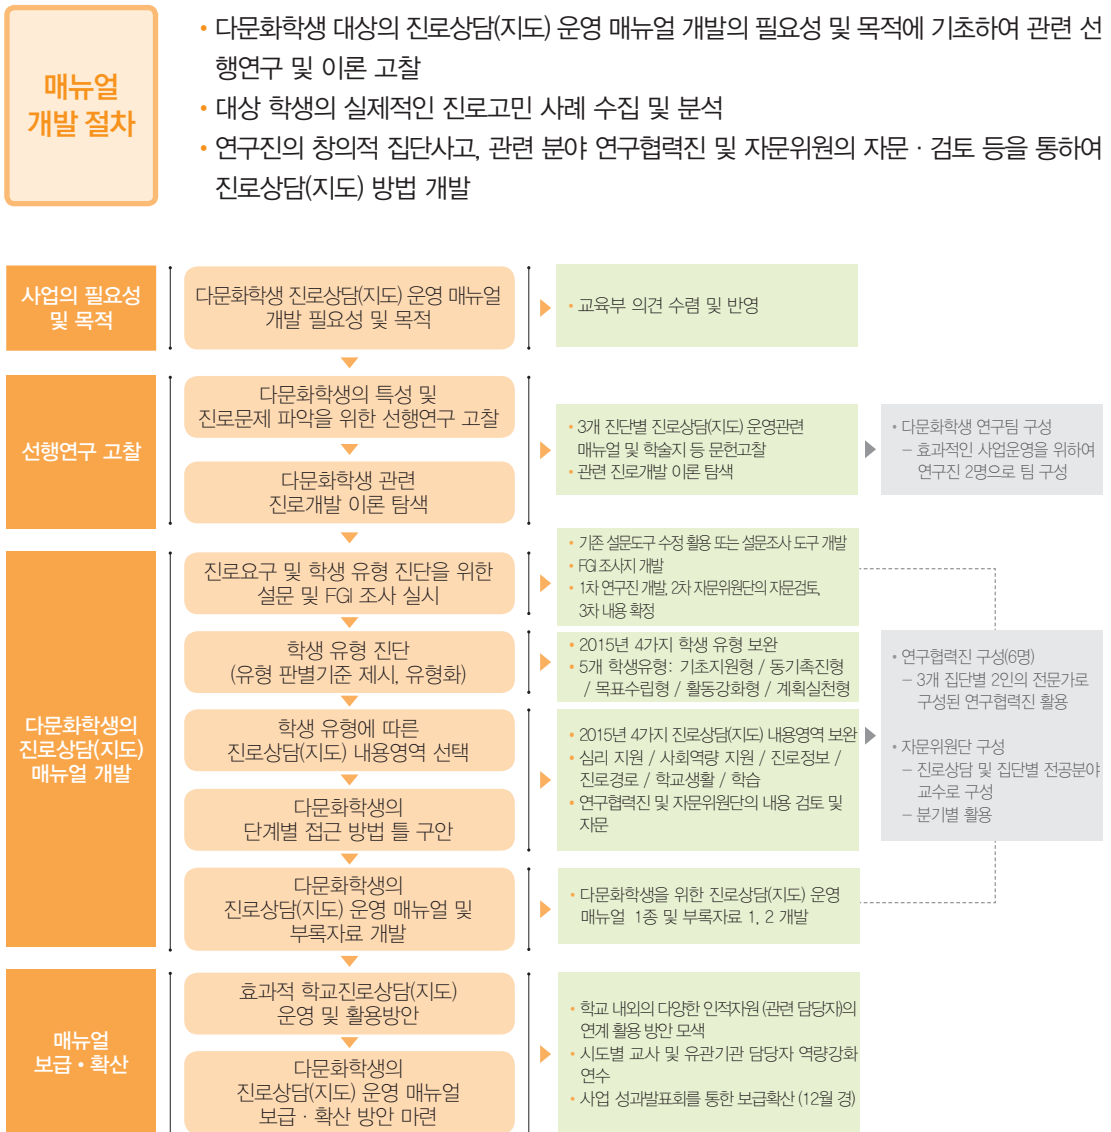 매뉴얼
개발 절차
• 다문화학생 대상의 진로상담(지도) 운영 매뉴얼 개발의 필요성 및 목적에 기초하여 관련 선
행연구 및 이론 고찰
• 대상 학생의 실제적인 진로고민 사례 수집 및 분석
• 연구진의 창의적 집단사고, 관련 분야 연구협력진 및 자문위원의 자문 · 검토 등을 통하여
진로상담(지도) 방법 개발
사업의 필요성
및 목적
다문화학생 진로상담(지도) 운영 매뉴얼
개발 필요성 및 목적
• 교육부 의견 수렴 및 반영
선행연구 고찰
다문화학생의 특성 및
진로문제 파악을 위한 선행연구 고찰
다문화학생 관련
진로개발 이론 탐색
• 3개 진단별 진로상담(지도) 운영관련
매뉴얼 및 학술지 등 문헌고찰
• 관련 진로개발 이론 탐색
• 다문화학생 연구팀 구성
– 효과적인 사업운영을 위하여
연구진 2명으로 팀 구성
다문화학생의
진로상담(지도)
매뉴얼 개발
진로요구 및 학생 유형 진단을 위한
설문 및 FGI 조사 실시
• 기존 설문도구 수정 활용 또는 설문조사 도구 개발
• FGI 조사지 개발
• 1차 연구진 개발, 2차 자문위원단의 자문검토,
3차 내용 확정
학생 유형 진단
(유형 판별기준 제시, 유형화)
• 2015년 4가지 학생 유형 보완
• 5개 학생유형: 기초지원형 / 동기촉진형
/ 목표수립형 / 활동강화형 / 계획실천형
학생 유형에 따른
진로상담(지도) 내용영역 선택
다문화학생의
단계별 접근 방법 틀 구안
• 2015년 4가지 진로상담(지도) 내용영역 보완
• 심리 지원 / 사회역량 지원 / 진로정보 /
진로경로 / 학교생활 / 학습
• 연구협력진 및 자문위원단의 내용 검토 및
자문
• 연구협력진 구성(6명)
– 3개 집단별 2인의 전문가로
구성된 연구협력진 활용
• 자문위원단 구성
– 진로상담 및 집단별 전공분야
교수로 구성
– 분기별 활용
다문화학생의
진로상담(지도) 운영 매뉴얼 및
부록자료 개발
• 다문화학생을 위한 진로상담(지도) 운영
매뉴얼 1종 및 부록자료 1, 2 개발
매뉴얼
보급 • 확산
효과적 학교진로상담(지도)
운영 및 활용방안
다문화학생의
진로상담(지도) 운영 매뉴얼
보급 · 확산 방안 마련
• 학교 내외의 다양한 인적자원 (관련 담당자)의
연계 활용 방안 모색
• 시도별 교사 및 유관기관 담당자 역량강화
연수
• 사업 성과발표회를 통한 보급확산 (12월 경)